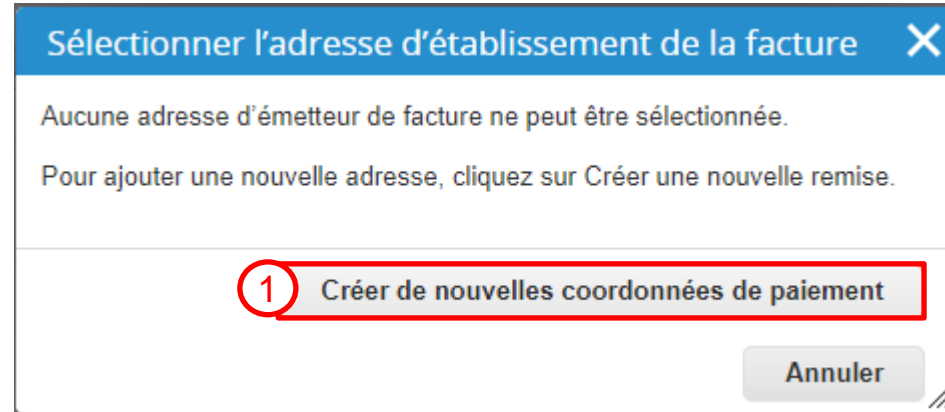 Sélectionner l’adresse d’établissement de la facture
Aucune adresse d’émetteur de facture ne peut être sélectionnée.
Pour ajouter une nouvelle adresse, cliquez sur Créer une nouvelle remise.
1 Créer de nouvelles coordonnées de paiement
Annuler